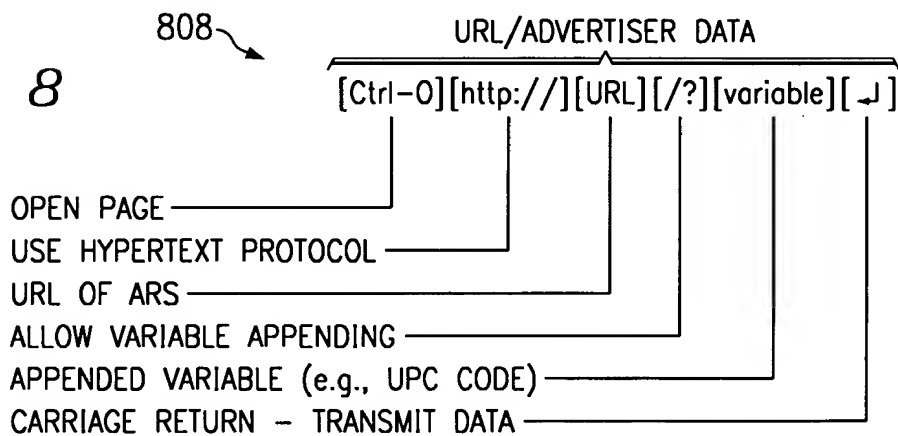 808
URL/ADVERTISER DATA
8
[Ctrl-O][http://][URL][/?][variable][↵]
OPEN PAGE
USE HYPERTEXT PROTOCOL
URL OF ARS
ALLOW VARIABLE APPENDING
APPENDED VARIABLE (e.g., UPC CODE)
CARRIAGE RETURN - TRANSMIT DATA